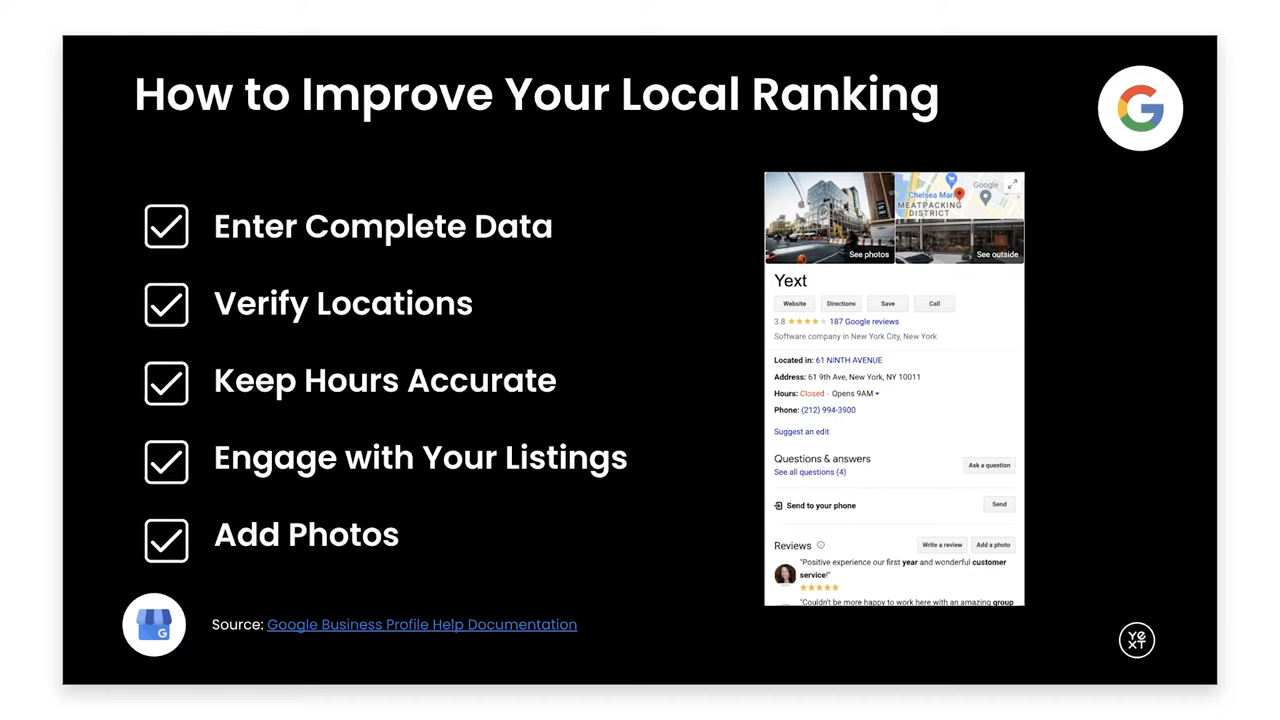 How to Improve Your Local Ranking
Enter Complete Data
Verify Locations
Keep Hours Accurate
Engage with Your Listings
Add Photos
Source: Google Business Profile Help Documentation
Chelsea Mark
Google
MEATPACKING
DISTRICT
See photos
See outside
Yext
Website Directions Save Call
3.8 187 Google reviews
Software company in New York City, New York
Located in: 61 NINTH AVENUE
Address: 61 9th Ave, New York, NY 10011
Hours: Closed · Opens 9AM
Phone: (212) 994-3900
Suggest an edit
Questions & answers
See all questions (4)
Ask a question
Send to your phone
Send
Reviews
Write a review Add a photo
"Positive experience our first year and wonderful customer
service!"
"Couldn't be more happy to work here with an amazing group
YEXT